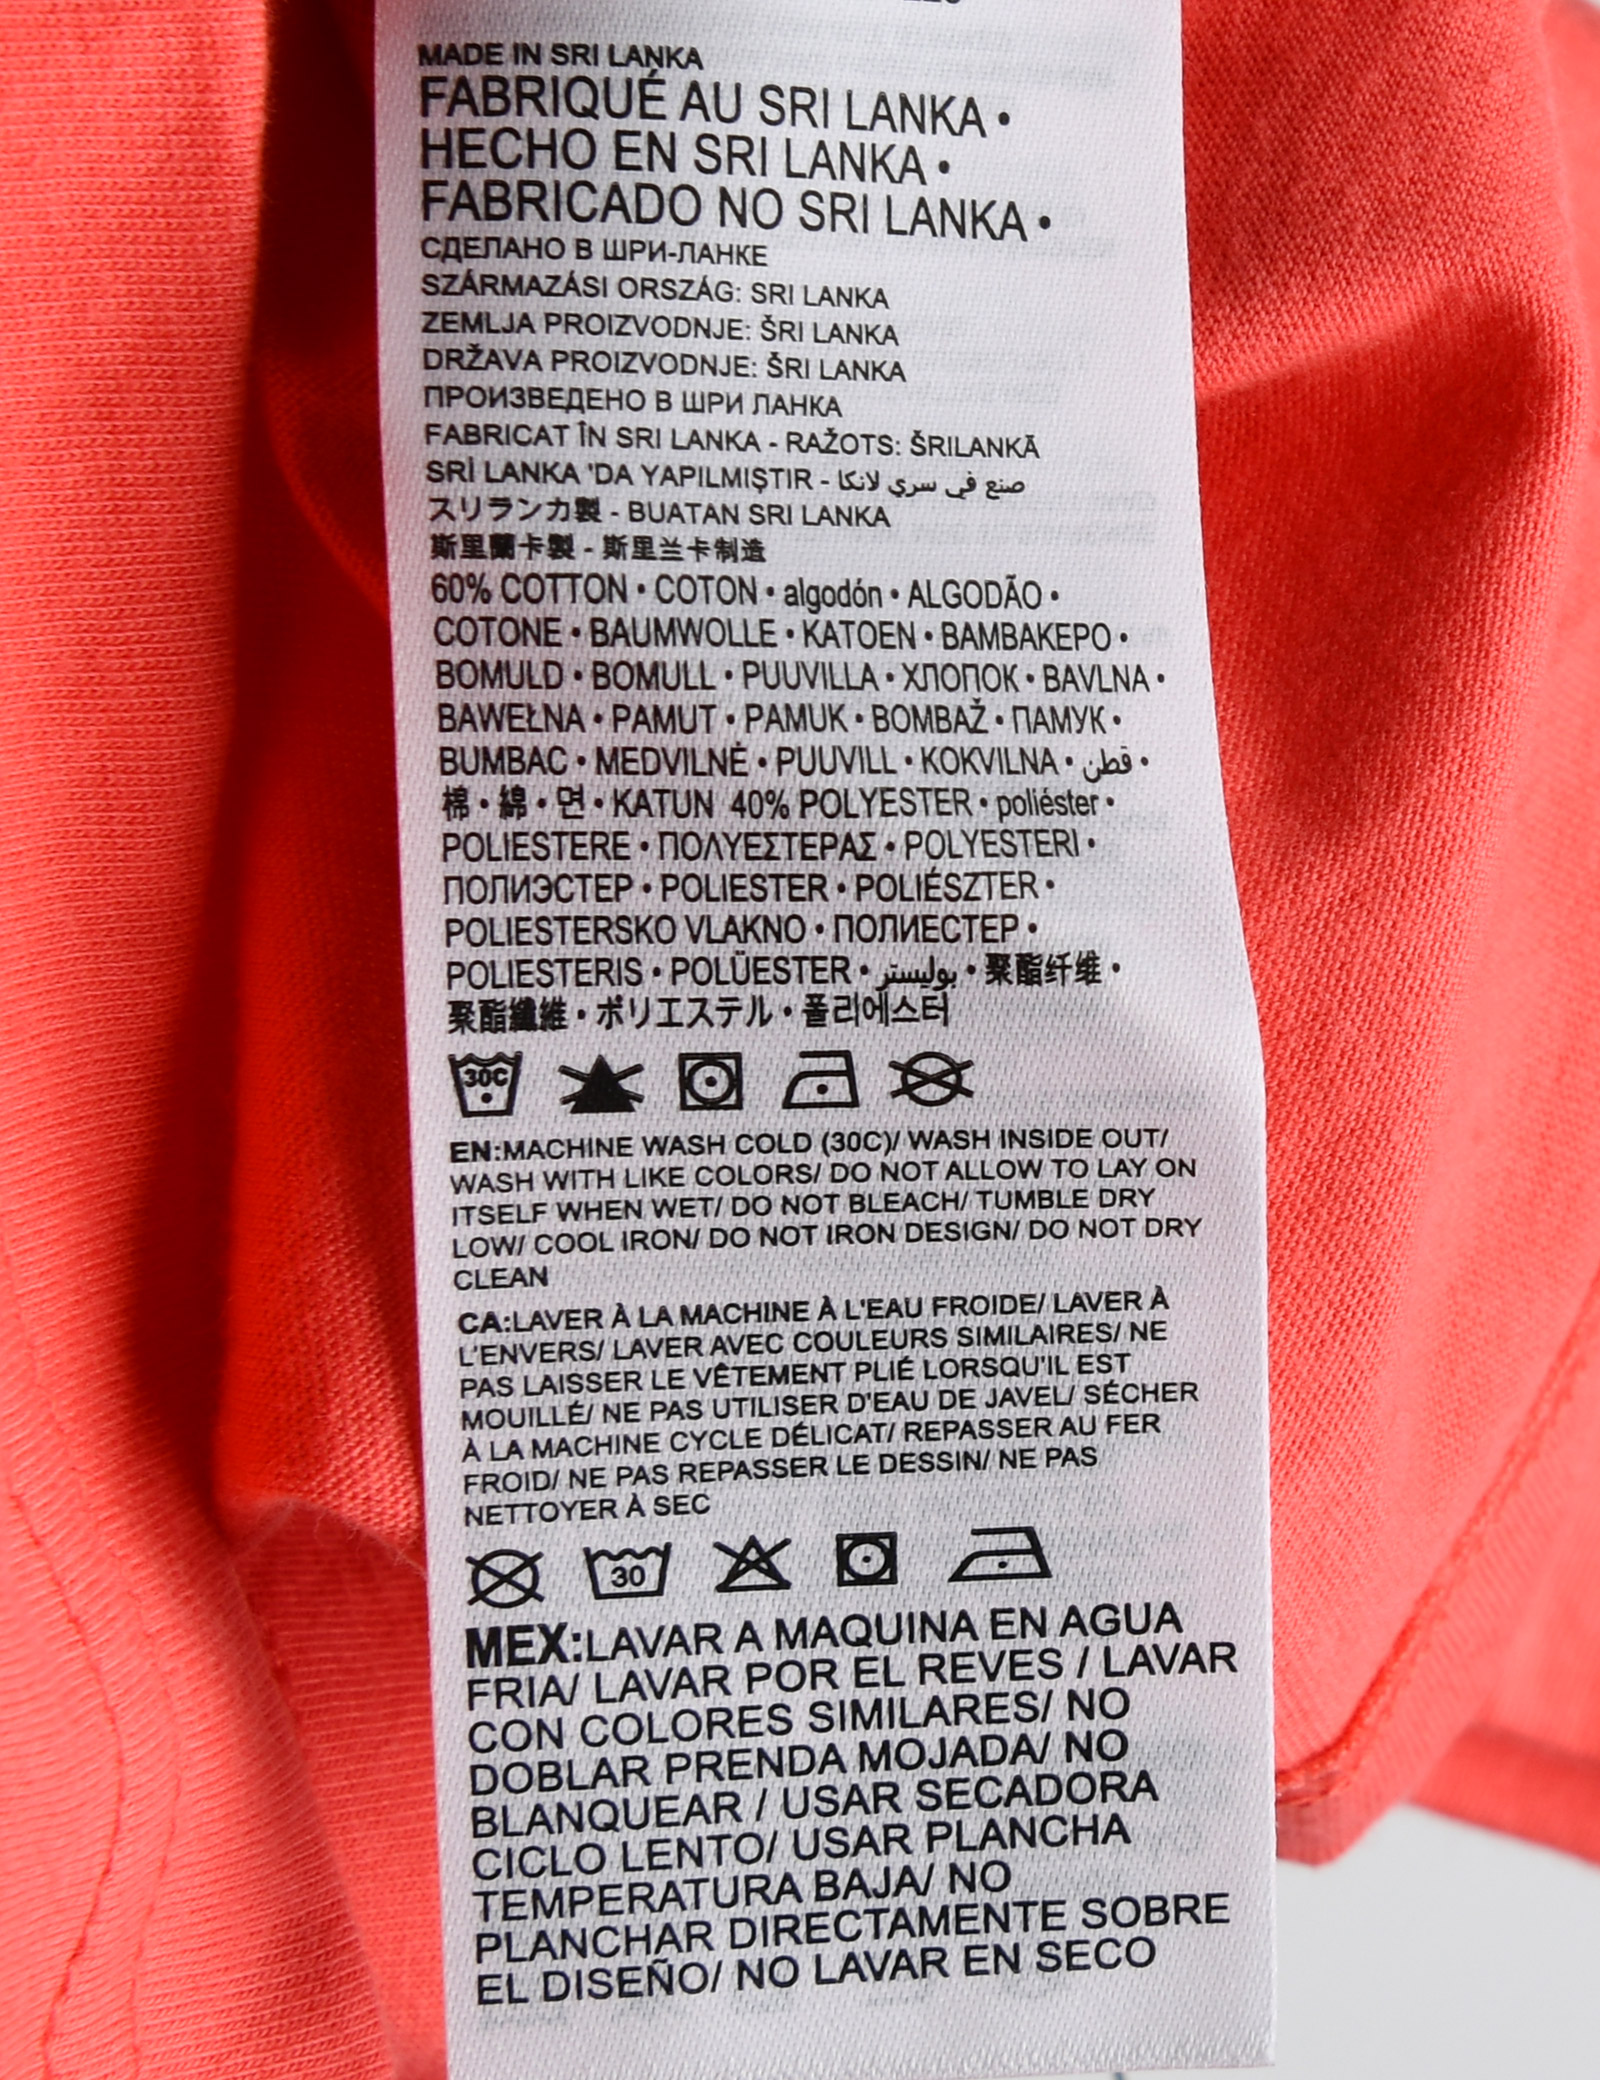 MADE IN SRI LANKA
FABRIQUÉ AU SRI LANKA •
HECHO EN SRI LANKA •
FABRICADO NO SRI LANKA •
СДЕЛАНО В ШРИ-ЛАНКЕ
SZÁRMAZÁSI ORSZÁG: SRI LANKA
ZEMLJA PROIZVODNJE: ŠRI LANKA
DRŽAVA PROIZVODNJE: ŠRI LANKA
ПРОИЗВЕДЕНО В ШРИ ЛАНКА
FABRICAT ÎN SRI LANKA - RAŽOTS: ŠRILANKĀ
SRİ LANKA 'DA YAPILMIŞTIR - صنع في سري لانكا
スリランカ製 - BUATAN SRI LANKA
斯里蘭卡製 - 斯里兰卡制造
60% COTTON • COTON • algodón • ALGODÃO •
COTONE • BAUMWOLLE • KATOEN • ΒΑΜΒΑΚΕΡΟ •
BOMULD • BOMULL • PUUVILLA • ХЛОПОК • BAVLNA •
BAWEŁNA • PAMUT • PAMUK • BOMBAŽ • ПАМУК •
BUMBAC • MEDVILNĖ • PUUVILL • KOKVILNA • قطن •
棉 • 綿 • 면 • KATUN 40% POLYESTER • poliéster •
POLIESTERE • ΠΟΛΥΕΣΤΕΡΑΣ • POLYESTERI •
ПОЛИЭСТЕР • POLIESTER • POLIÉSZTER •
POLIESTERSKO VLAKNO • ПОЛИЕСТЕР •
POLIESTERIS • POLÜESTER • بوليستر • 聚酯纤维 •
聚酯纖維 • ポリエステル • 폴리에스터
30C
EN:MACHINE WASH COLD (30C)/ WASH INSIDE OUT/
WASH WITH LIKE COLORS/ DO NOT ALLOW TO LAY ON
ITSELF WHEN WET/ DO NOT BLEACH/ TUMBLE DRY
LOW/ COOL IRON/ DO NOT IRON DESIGN/ DO NOT DRY
CLEAN
CA:LAVER À LA MACHINE À L'EAU FROIDE/ LAVER À
L'ENVERS/ LAVER AVEC COULEURS SIMILAIRES/ NE
PAS LAISSER LE VÊTEMENT PLIÉ LORSQU'IL EST
MOUILLÉ/ NE PAS UTILISER D'EAU DE JAVEL/ SÉCHER
À LA MACHINE CYCLE DÉLICAT/ REPASSER AU FER
FROID/ NE PAS REPASSER LE DESSIN/ NE PAS
NETTOYER À SEC
30
MEX:LAVAR A MAQUINA EN AGUA
FRIA/ LAVAR POR EL REVES / LAVAR
CON COLORES SIMILARES/ NO
DOBLAR PRENDA MOJADA/ NO
BLANQUEAR / USAR SECADORA
CICLO LENTO/ USAR PLANCHA
TEMPERATURA BAJA/ NO
PLANCHAR DIRECTAMENTE SOBRE
EL DISEÑO/ NO LAVAR EN SECO